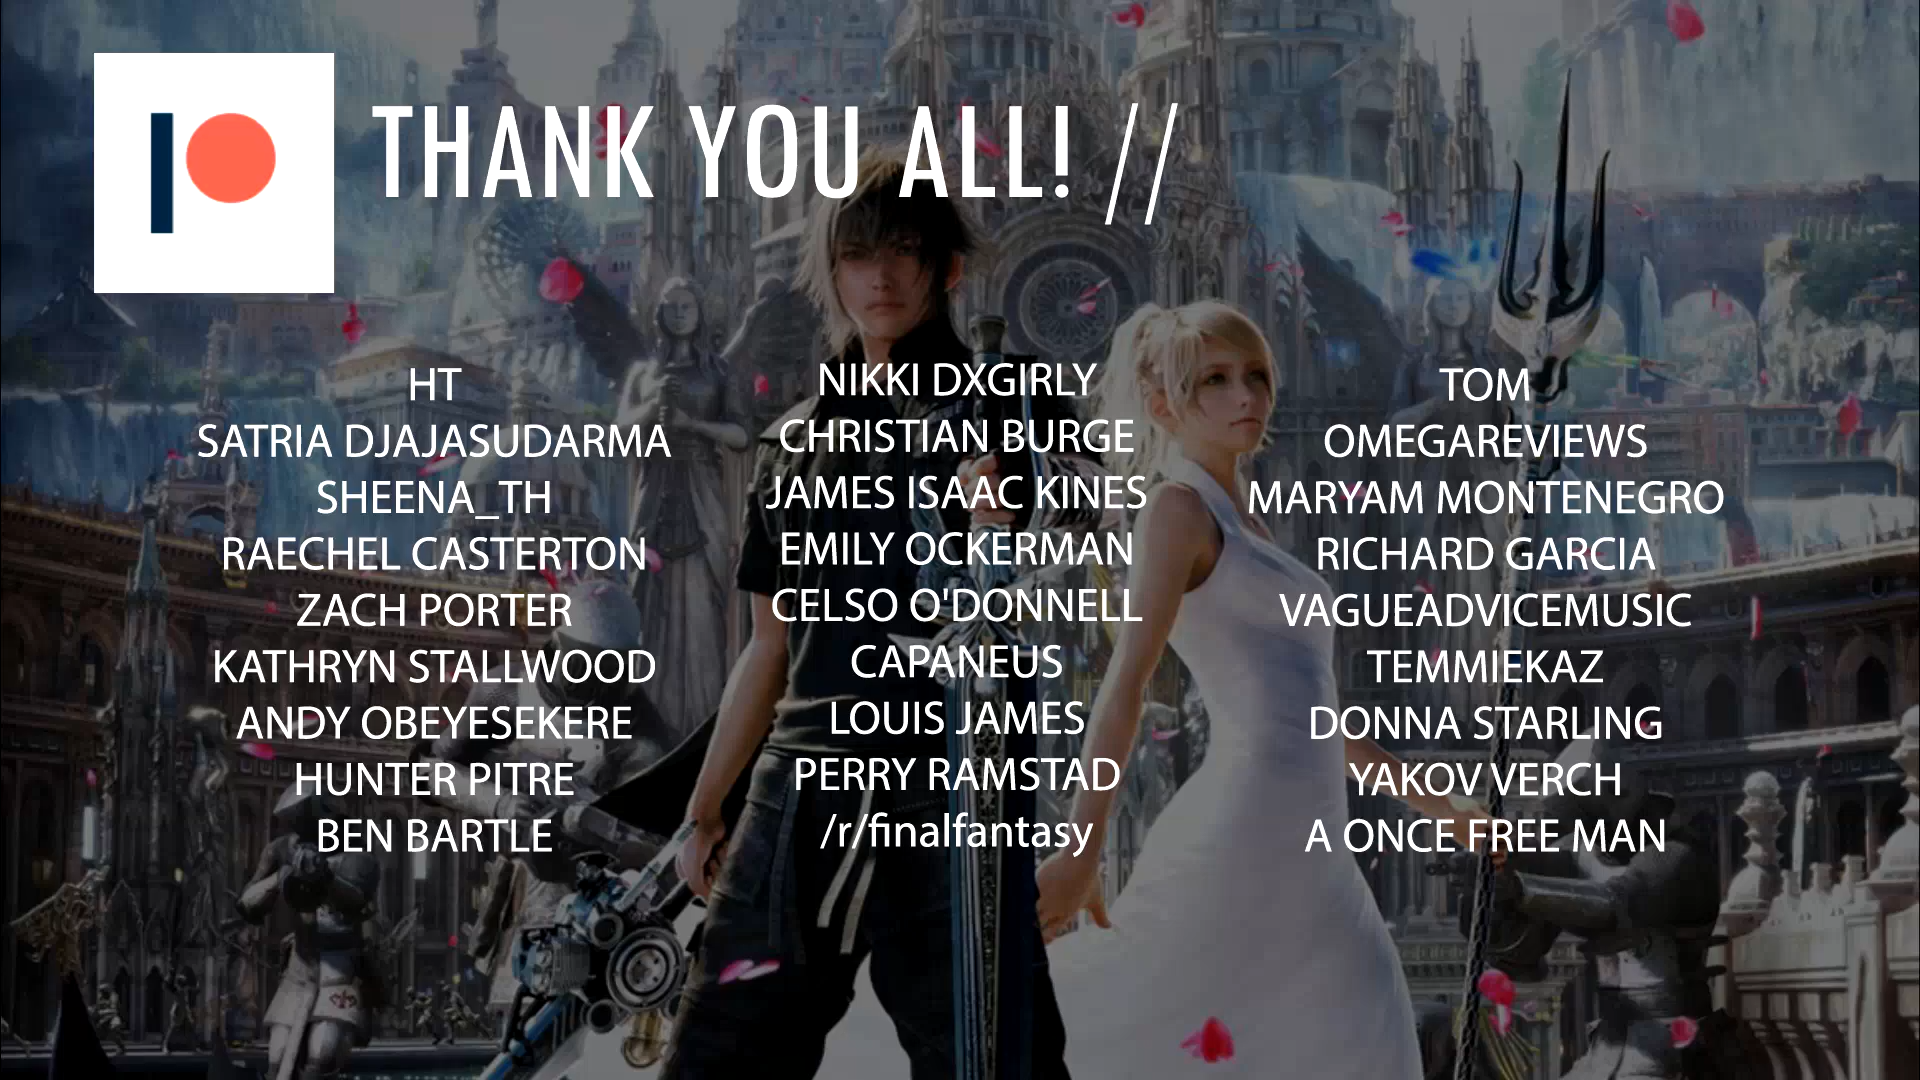 THANK YOU ALL! //
HT
SATRIA DJAJASUDARMA
SHEENA_TH
RAECHEL CASTERTON
ZACH PORTER
KATHRYN STALLWOOD
ANDY OBEYESEKERE
HUNTER PITRE
BEN BARTLE
NIKKI DXGIRLY
CHRISTIAN BURGE
JAMES ISAAC KINES
EMILY OCKERMAN
CELSO O'DONNELL
CAPANEUS
LOUIS JAMES
PERRY RAMSTAD
/r/finalfantasy
TOM
OMEGAREVIEWS
MARYAM MONTENEGRO
RICHARD GARCIA
VAGUEADVICEMUSIC
TEMMIEKAZ
DONNA STARLING
YAKOV VERCH
A ONCE FREE MAN